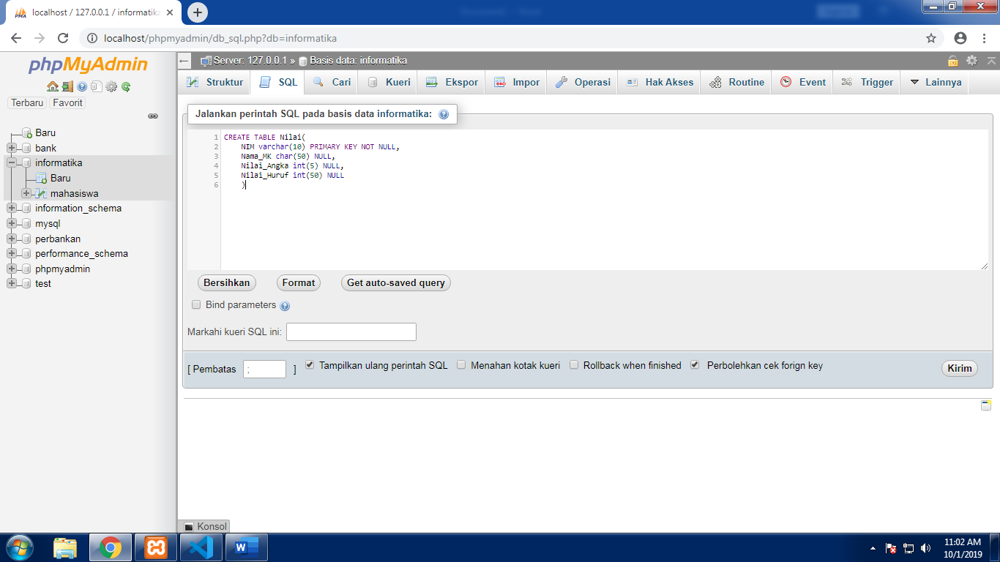 localhost / 127.0.0.1 / informatika
localhost/phpmyadmin/db_sql.php?db=informatika
phpMyAdmin
Terbaru Favorit
Baru
bank
informatika
Baru
mahasiswa
information_schema
mysql
perbankan
performance_schema
phpmyadmin
test
Server: 127.0.0.1 » Basis data: informatika
Struktur SQL Cari Kueri Ekspor Impor Operasi Hak Akses Routine Event Trigger Lainnya
Jalankan perintah SQL pada basis data informatika:
1 CREATE TABLE Nilai(
2 NIM varchar(10) PRIMARY KEY NOT NULL,
3 Nama_MK char(50) NULL,
4 Nilai_Angka int(5) NULL,
5 Nilai_Huruf int(50) NULL
6 )
Bersihkan Format Get auto-saved query
Bind parameters
Markahi kueri SQL ini:
[ Pembatas ; ] Tampilkan ulang perintah SQL Menahan kotak kueri Rollback when finished Perbolehkan cek forign key Kirim
Konsol
11:02 AM
10/1/2019